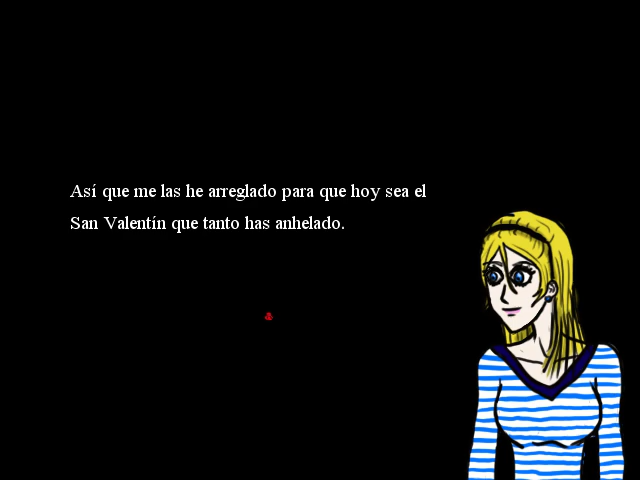 Así que me las he arreglado para que hoy sea el
San Valentín que tanto has anhelado.